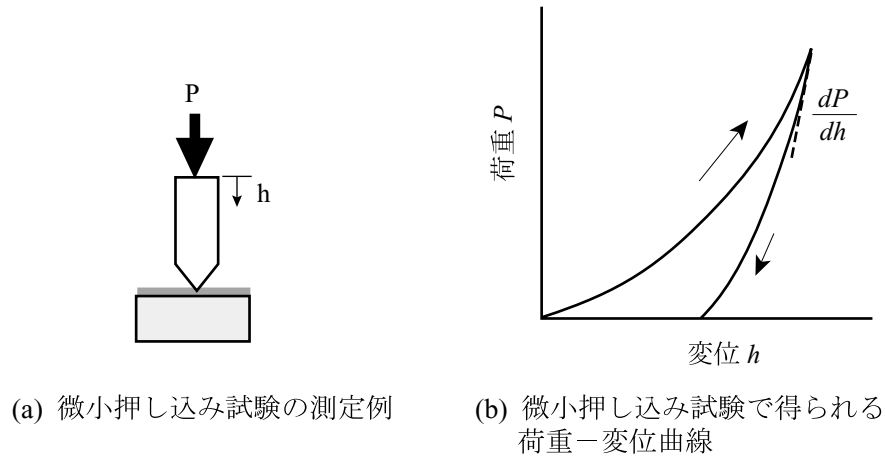 P
h
(a) 微小押し込み試験の測定例
荷重 P
dP
dh
変位 h
(b) 微小押し込み試験で得られる
荷重－変位曲線